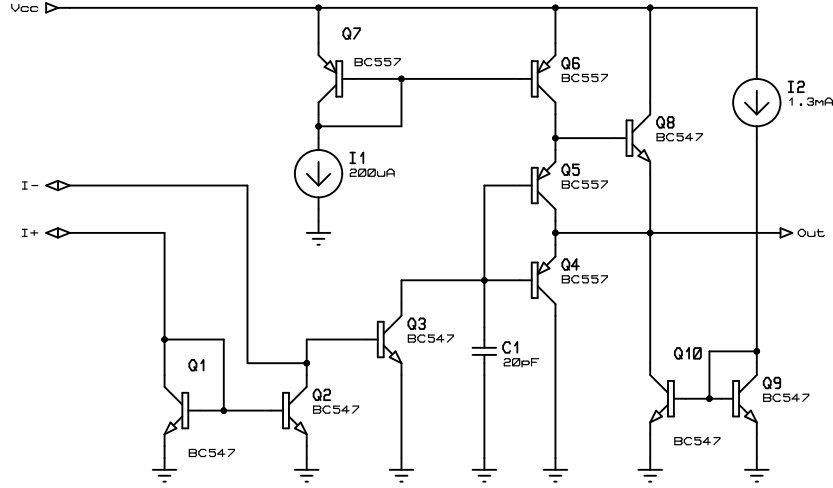 Vcc
Q7
BC557
Q6
BC557
I2
1.3mA
Q8
BC547
I1
200uA
Q5
BC557
I-
I+
Out
Q4
BC557
Q3
BC547
C1
20pF
Q10
Q1
Q9
BC547
Q2
BC547
BC547
BC547